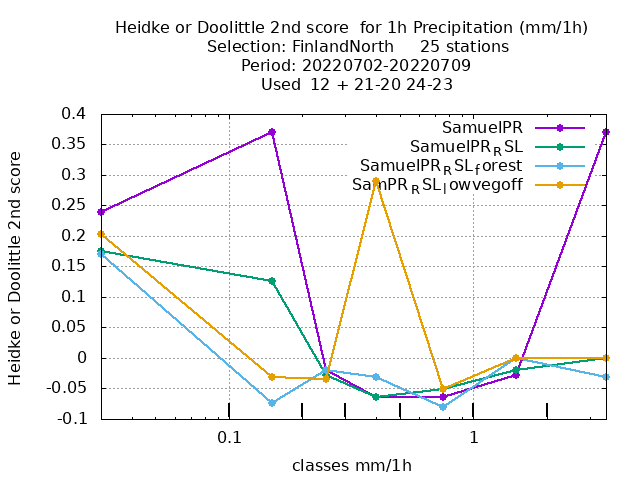 Heidke or Doolittle 2nd score  for 1h Precipitation (mm/1h)
Selection: FinlandNorth     25 stations
Period: 20220702-20220709
Used  12 + 21-20 24-23
Heidke or Doolittle 2nd score
0.4
0.35
0.3
0.25
0.2
0.15
0.1
0.05
0
-0.05
-0.1
SamuelPR
SamuelPR_RSL
SamuelPR_RSL_forest
SamPR_RSL_lowvegoff
0.1
1
classes mm/1h